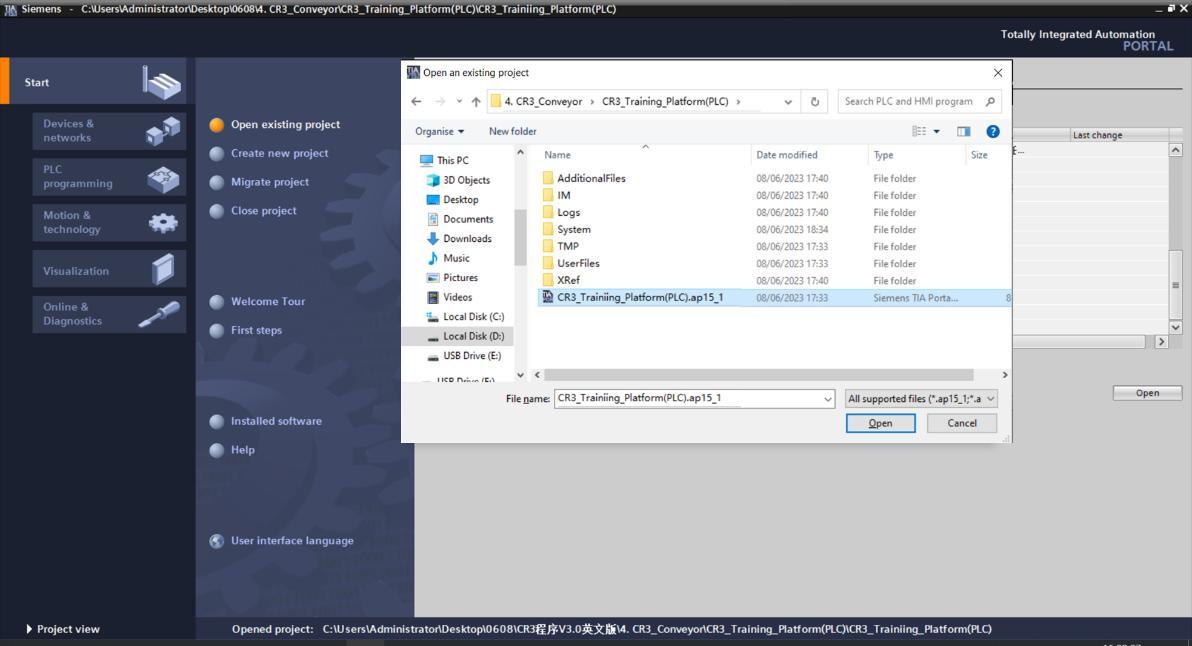 Siemens - C:\Users\Administrator\Desktop\0608\4. CR3_Conveyor\CR3_Training_Platform(PLC)\CR3_Trainiing_Platform(PLC)
Totally Integrated Automation
PORTAL
Start
Devices &
networks
PLC
programming
Motion &
technology
Visualization
Online &
Diagnostics
Project view
Open existing project
Create new project
Migrate project
Close project
Welcome Tour
First steps
Installed software
Help
User interface language
Open an existing project
4. CR3_Conveyor › CR3_Training_Platform(PLC) ›
Search PLC and HMI program
Organise
New folder
This PC
3D Objects
Desktop
Documents
Downloads
Music
Pictures
Videos
Local Disk (C:)
Local Disk (D:)
USB Drive (E:)
USB Drive (E:)
Name Date modified Type Size
AdditionalFiles 08/06/2023 17:40 File folder
IM 08/06/2023 17:40 File folder
Logs 08/06/2023 17:40 File folder
System 08/06/2023 18:34 File folder
TMP 08/06/2023 17:33 File folder
UserFiles 08/06/2023 17:33 File folder
XRef 08/06/2023 17:40 File folder
CR3_Trainiing_Platform(PLC).ap15_1 08/06/2023 17:33 Siemens TIA Porta... 8
File name: CR3_Trainiing_Platform(PLC).ap15_1
All supported files (*.ap15_1;*.a
Open
Cancel
Last change
Open
Opened project: C:\Users\Administrator\Desktop\0608\CR3程序V3.0英文版\4. CR3_Conveyor\CR3_Training_Platform(PLC)\CR3_Trainiing_Platform(PLC)